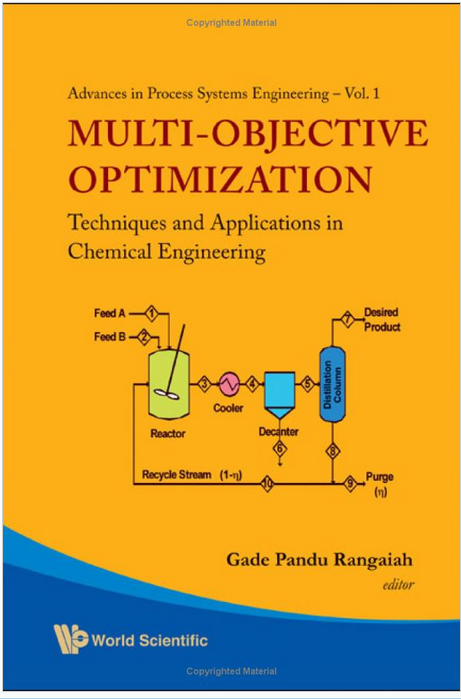 Copyrighted Material
Advances in Process Systems Engineering – Vol. 1
MULTI-OBJECTIVE
OPTIMIZATION
Techniques and Applications in
Chemical Engineering
Feed A
1
Feed B
2
7
Desired
Product
3
4
5
Distillation
Column
Cooler
Reactor
Decanter
6
8
Recycle Stream (1-η)
10
9
Purge
(η)
Gade Pandu Rangaiah
editor
World Scientific
Copyrighted Material